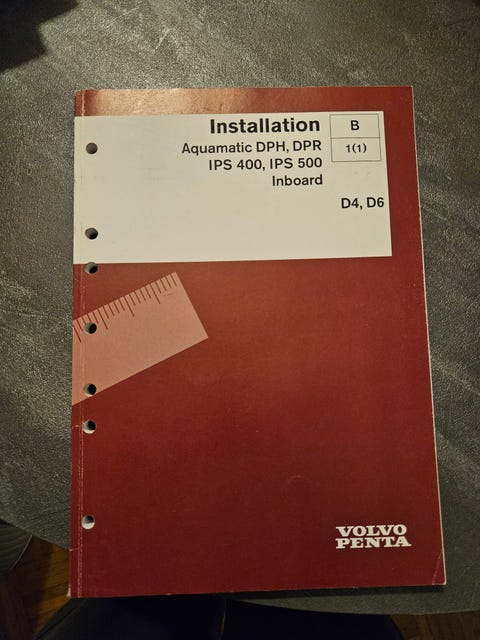 Installation
B
Aquamatic DPH, DPR
1(1)
IPS 400, IPS 500
Inboard
D4, D6
VOLVO
PENTA